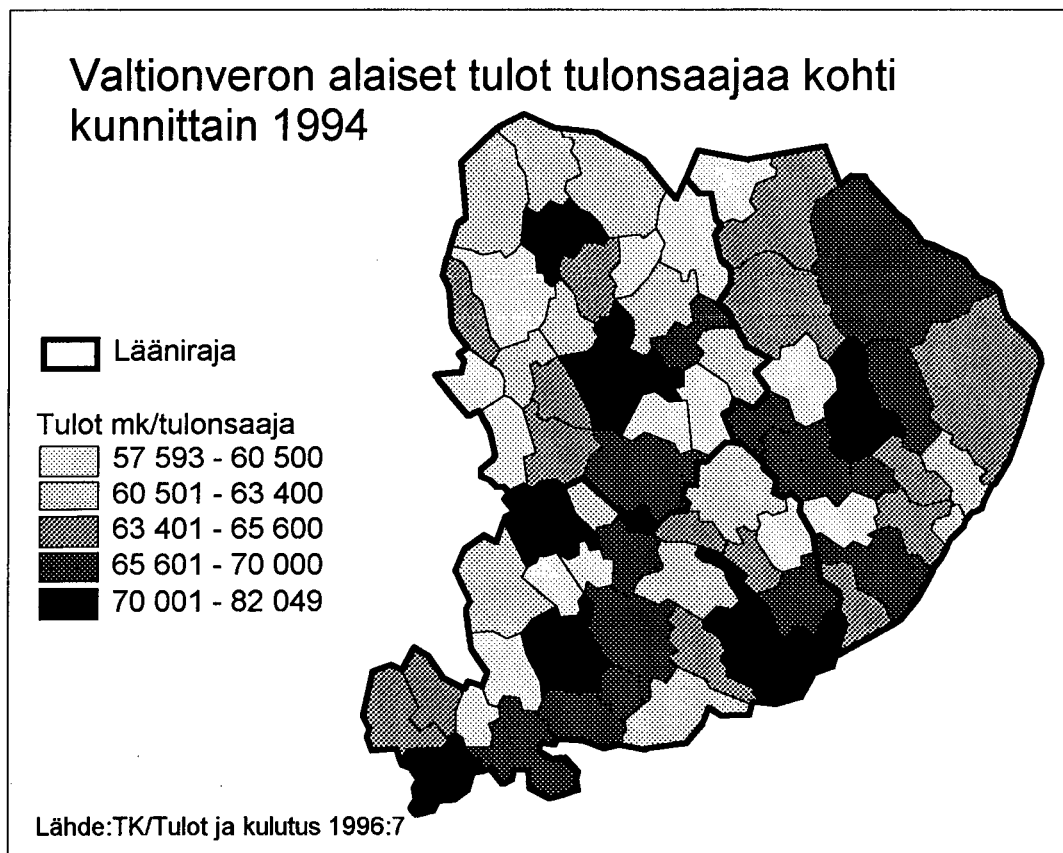 Valtionveron alaiset tulot tulonsaajaa kohti
kunnittain 1994
Lääniraja
Tulot mk/tulonsaaja
57 593 - 60 500
60 501 - 63 400
63 401 - 65 600
65 601 - 70 000
70 001 - 82 049
Lähde:TK/Tulot ja kulutus 1996:7